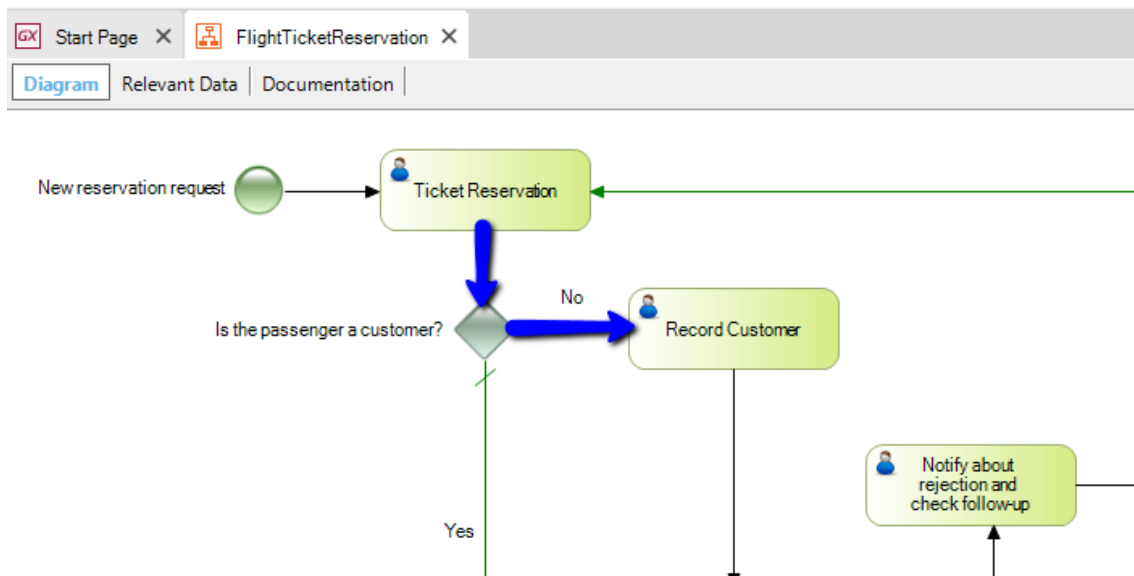 GX Start Page FlightTicketReservation
Diagram Relevant Data Documentation
New reservation request
Ticket Reservation
No
Is the passenger a customer?
Record Customer
Notify about
rejection and
check follow-up
Yes